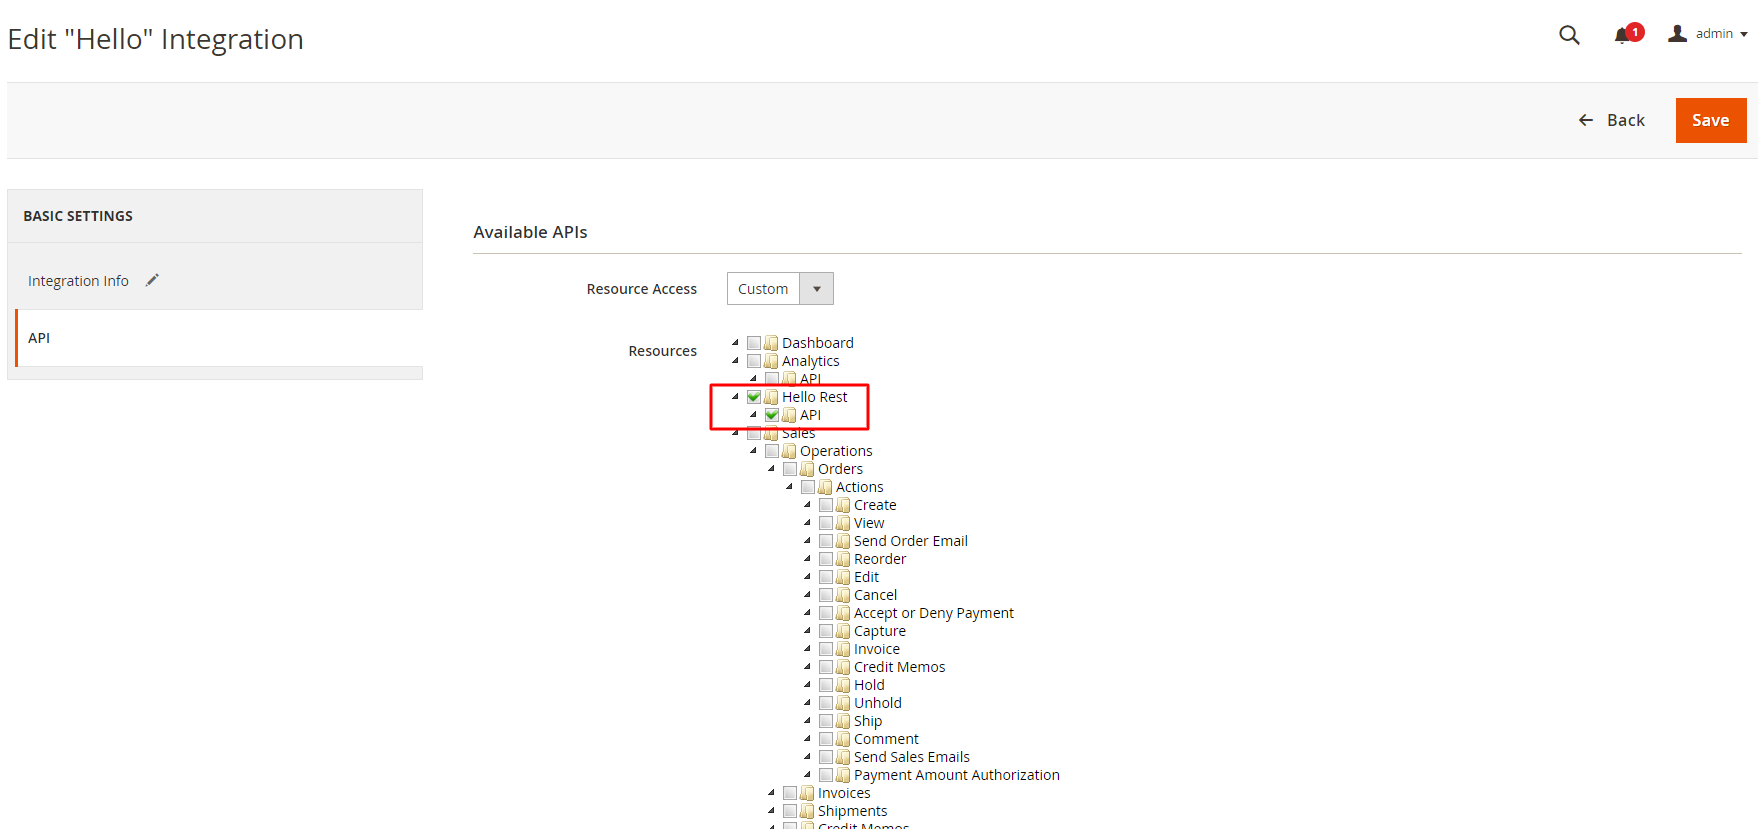 Edit "Hello" Integration
1
admin
Back
Save
BASIC SETTINGS
Integration Info
API
Available APIs
Resource Access
Custom
Resources
Dashboard
Analytics
API
Hello Rest
API
Sales
Operations
Orders
Actions
Create
View
Send Order Email
Reorder
Edit
Cancel
Accept or Deny Payment
Capture
Invoice
Credit Memos
Hold
Unhold
Ship
Comment
Send Sales Emails
Payment Amount Authorization
Invoices
Shipments
Credit Memos